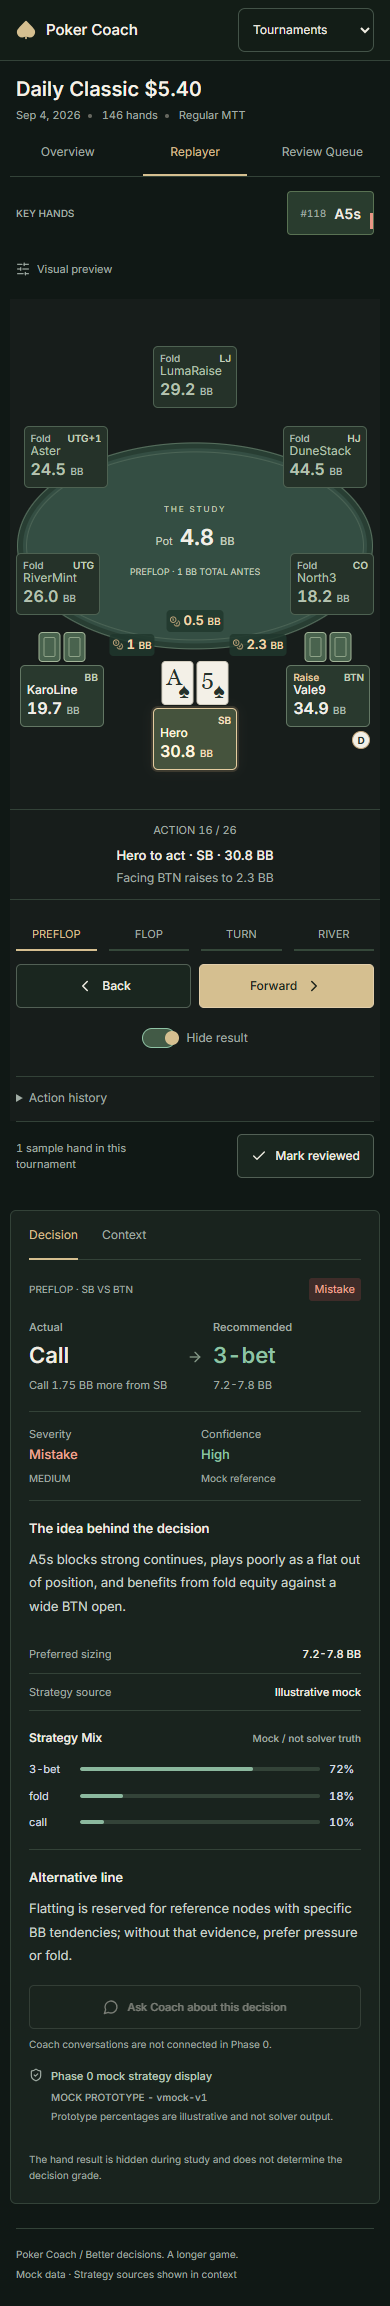 Poker Coach
Tournaments
Daily Classic $5.40
Sep 4, 2026 • 146 hands • Regular MTT
Overview
Replayer
Review Queue
KEY HANDS
#118 A5s
Visual preview
Fold LJ
LumaRaise
29.2 BB
Fold UTG+1
Aster
24.5 BB
Fold HJ
DuneStack
44.5 BB
THE STUDY
Pot 4.8 BB
PREFLOP · 1 BB TOTAL ANTES
Fold UTG
RiverMint
26.0 BB
Fold CO
North3
18.2 BB
0.5 BB
1 BB
2.3 BB
BB
KaroLine
19.7 BB
A 5
Raise BTN
Vale9
34.9 BB
SB
Hero
30.8 BB
D
ACTION 16 / 26
Hero to act · SB · 30.8 BB
Facing BTN raises to 2.3 BB
PREFLOP
FLOP
TURN
RIVER
Back
Forward
Hide result
Action history
1 sample hand in this
tournament
Mark reviewed
Decision
Context
PREFLOP · SB VS BTN
Mistake
Actual
Recommended
Call
→ 3-bet
Call 1.75 BB more from SB
7.2-7.8 BB
Severity
Confidence
Mistake
High
MEDIUM
Mock reference
The idea behind the decision
A5s blocks strong continues, plays poorly as a flat out
of position, and benefits from fold equity against a
wide BTN open.
Preferred sizing
7.2-7.8 BB
Strategy source
Illustrative mock
Strategy Mix
Mock / not solver truth
3-bet 72%
fold 18%
call 10%
Alternative line
Flatting is reserved for reference nodes with specific
BB tendencies; without that evidence, prefer pressure
or fold.
Ask Coach about this decision
Coach conversations are not connected in Phase 0.
Phase 0 mock strategy display
MOCK PROTOTYPE - vmock-v1
Prototype percentages are illustrative and not solver output.
The hand result is hidden during study and does not determine the
decision grade.
Poker Coach / Better decisions. A longer game.
Mock data · Strategy sources shown in context